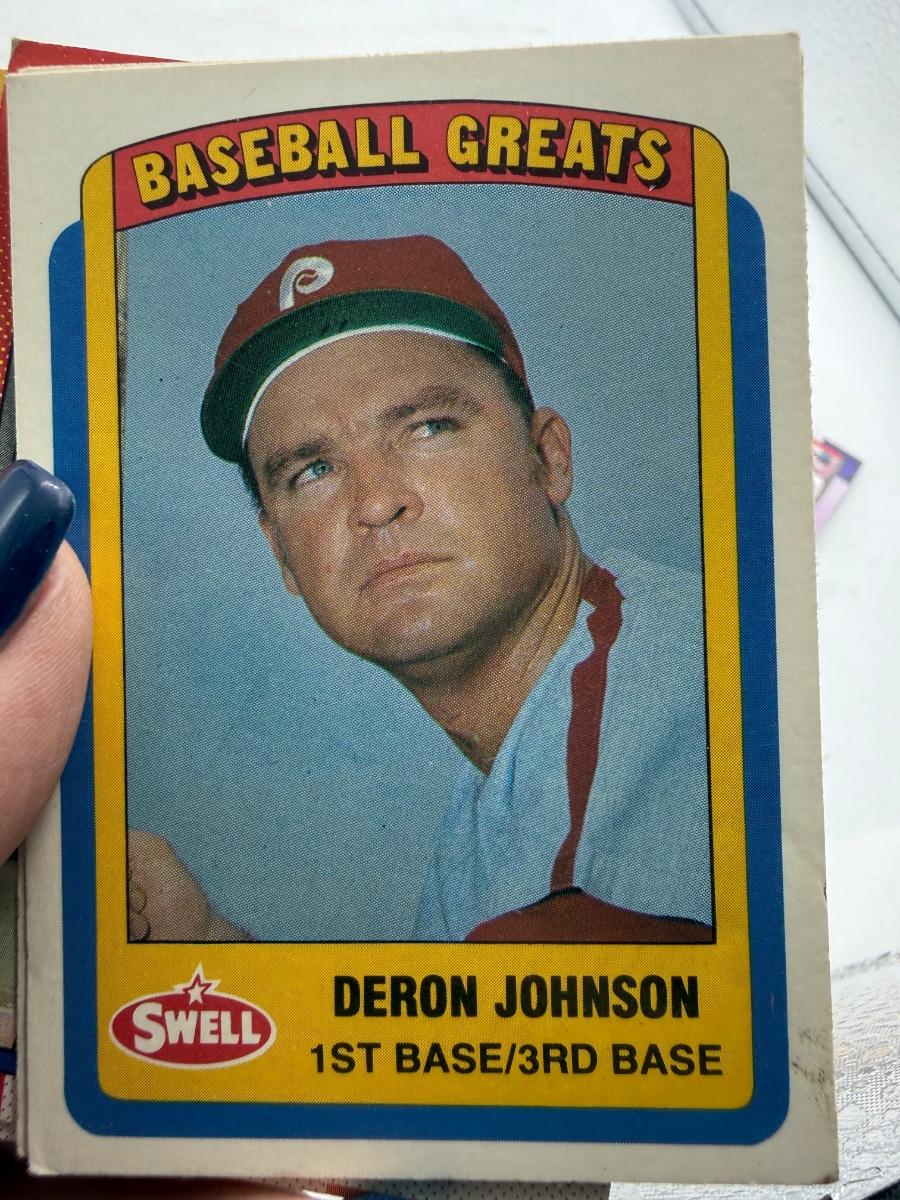 BASEBALL GREATS
P
SWELL
DERON JOHNSON
1ST BASE/3RD BASE